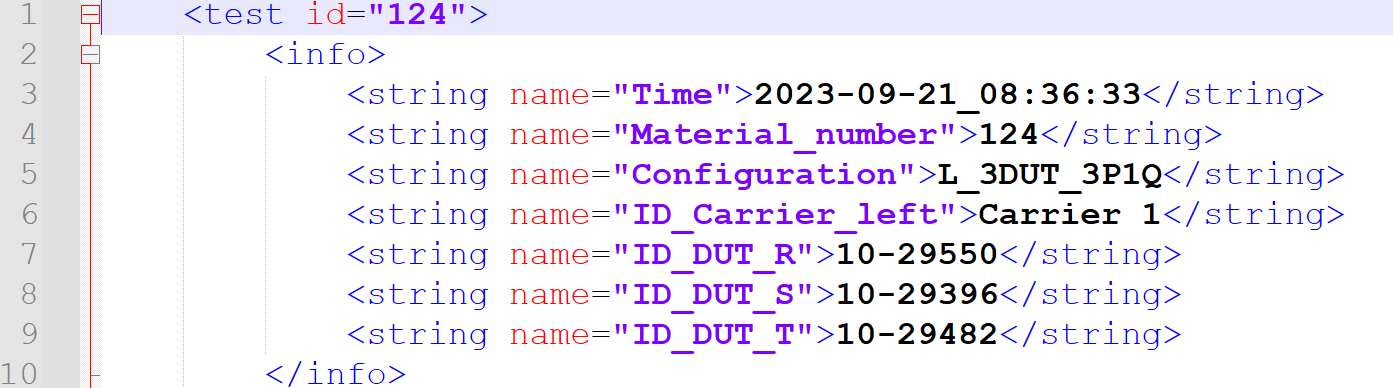 1 <test id="124">
2 <info>
3 <string name="Time">2023-09-21_08:36:33</string>
4 <string name="Material_number">124</string>
5 <string name="Configuration">L_3DUT_3P1Q</string>
6 <string name="ID_Carrier_left">Carrier 1</string>
7 <string name="ID_DUT_R">10-29550</string>
8 <string name="ID_DUT_S">10-29396</string>
9 <string name="ID_DUT_T">10-29482</string>
10 </info>